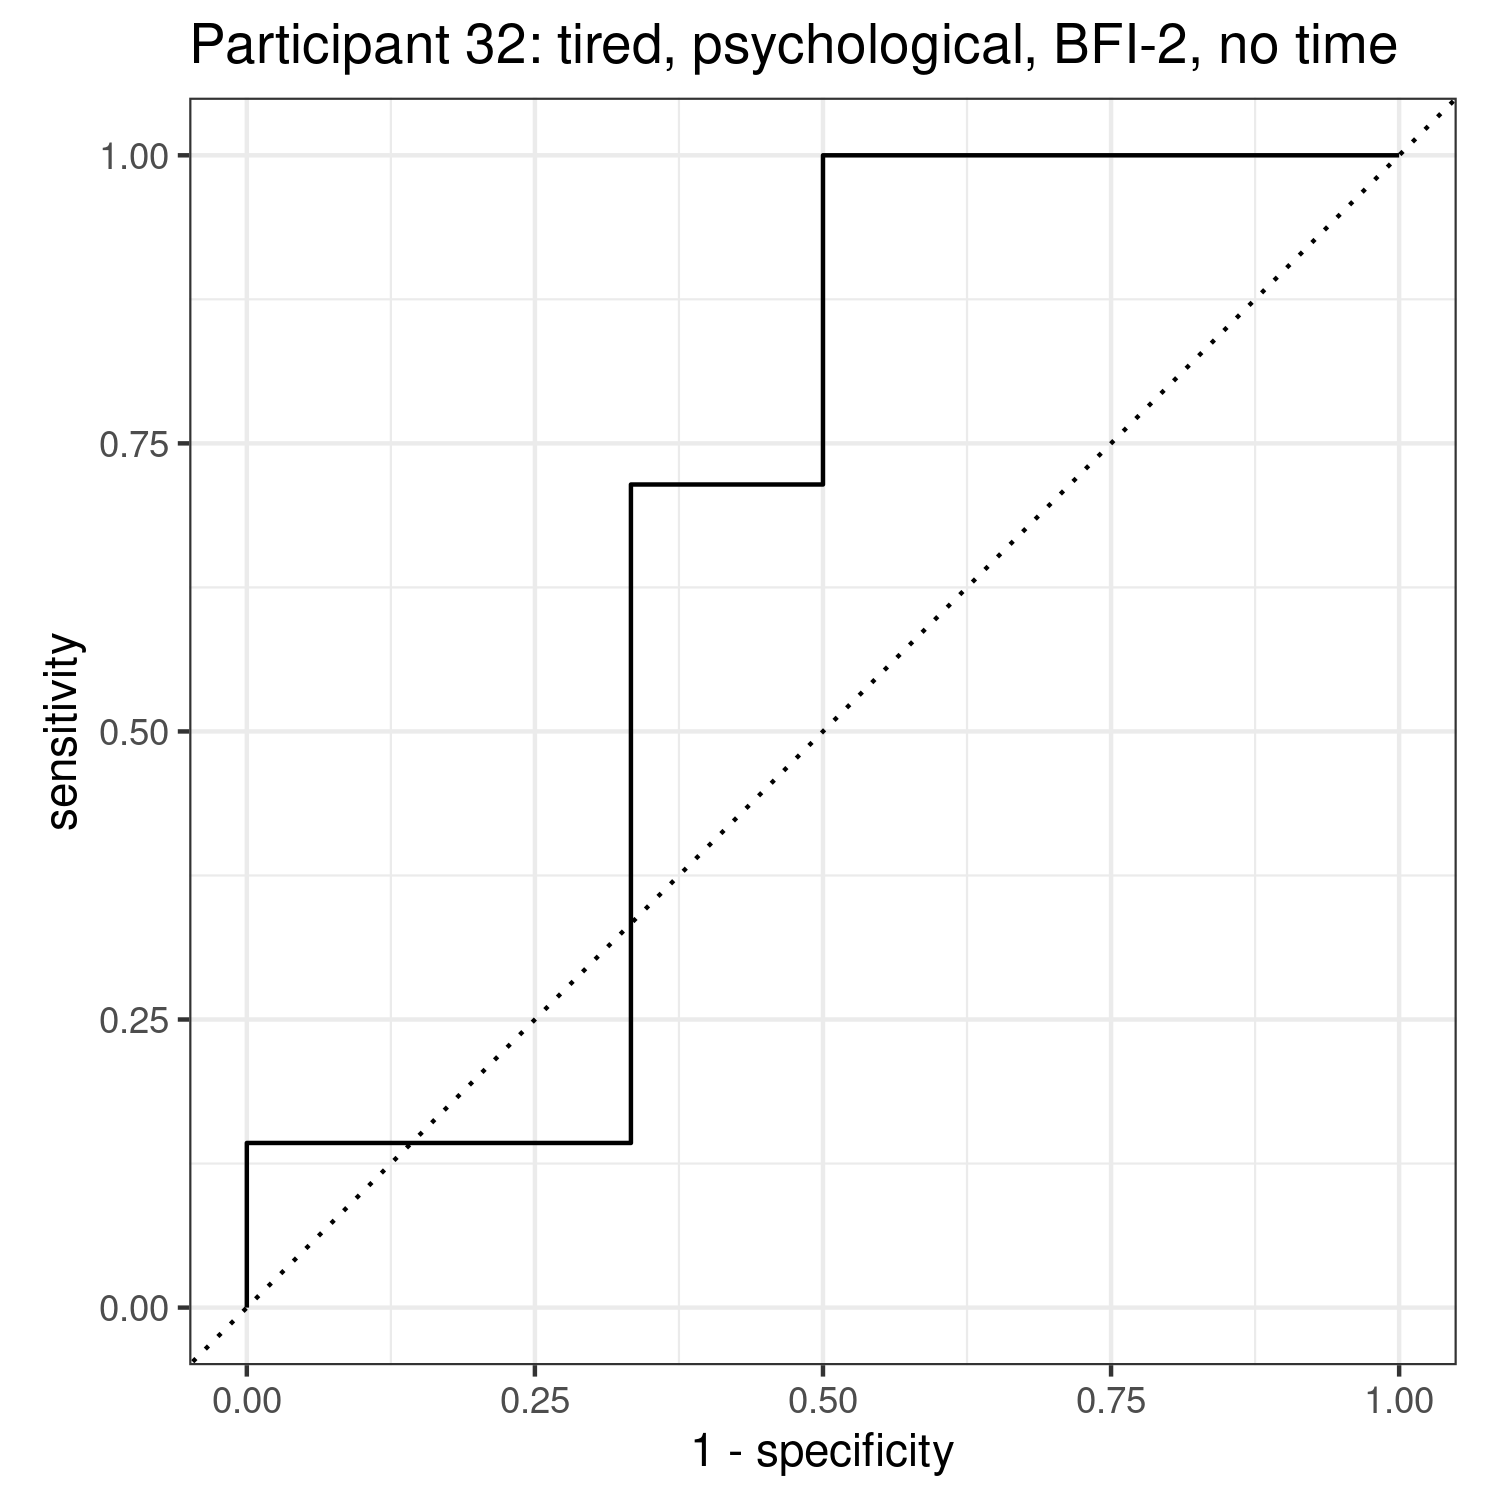 Participant 32: tired, psychological, BFI-2, no time
1.00
0.75
0.50
0.25
0.00
sensitivity
0.00 0.25 0.50 0.75 1.00
1 - specificity